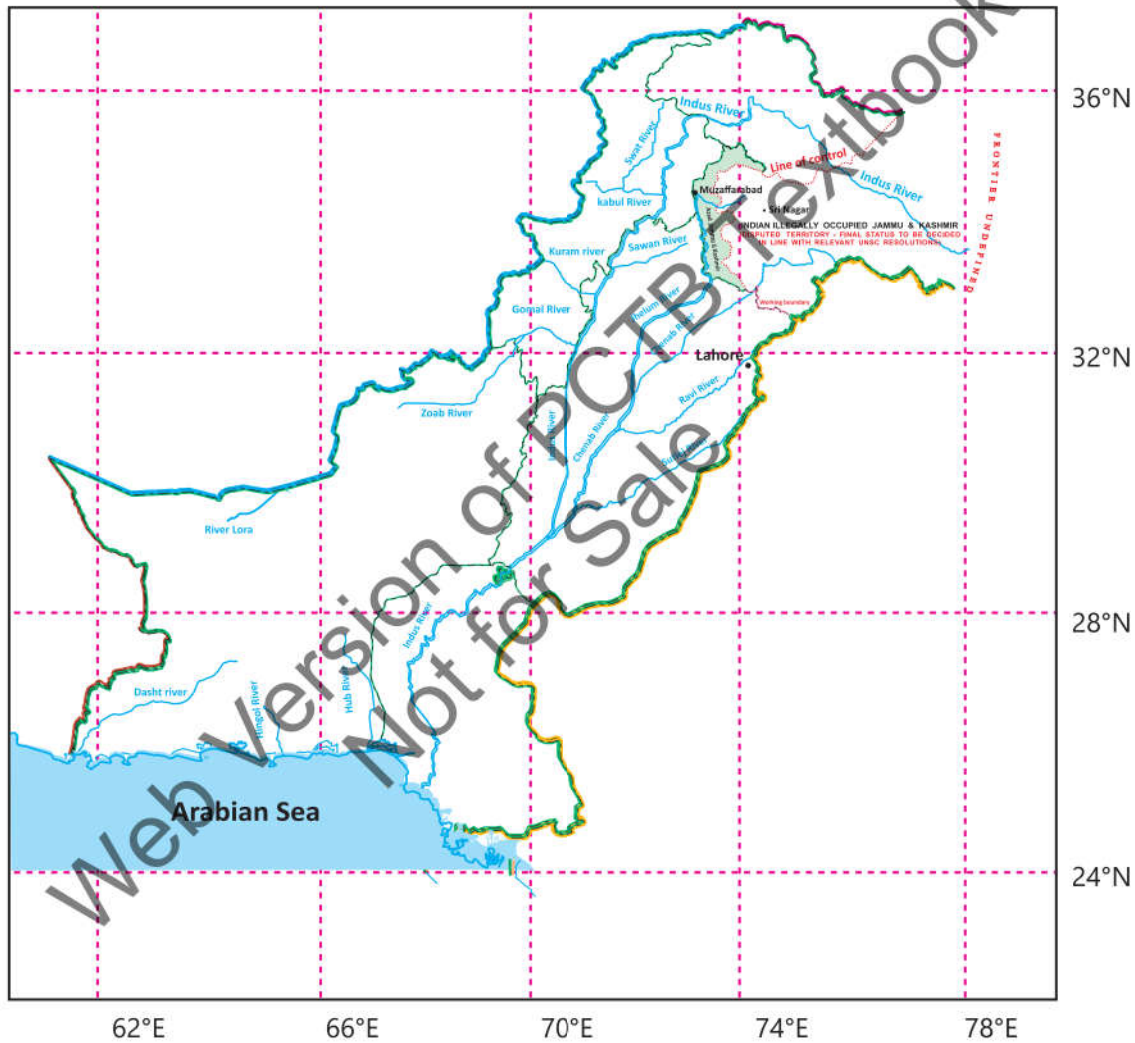 36°N
Indus River
Swat River
Line of control
Indus River
FRONTIER UNDEFINED
Muzaffarabad
Sri Nagar
kabul River
INDIAN ILLEGALLY OCCUPIED JAMMU & KASHMIR
DISPUTED TERRITORY - FINAL STATUS TO BE DECIDED
IN LINE WITH RELEVANT UNSC RESOLUTIONS
Sawan River
Kuram river
Working boundary
Gomal River
Jhelum River
Chenab River
32°N
Lahore
Ravi River
Zoab River
Indus River
Chenab River
River Lora
Indus River
28°N
Dasht river
Hingol River
Hub River
Arabian Sea
24°N
62°E
66°E
70°E
74°E
78°E
Web Version of PCTB Textbook
Not for Sale